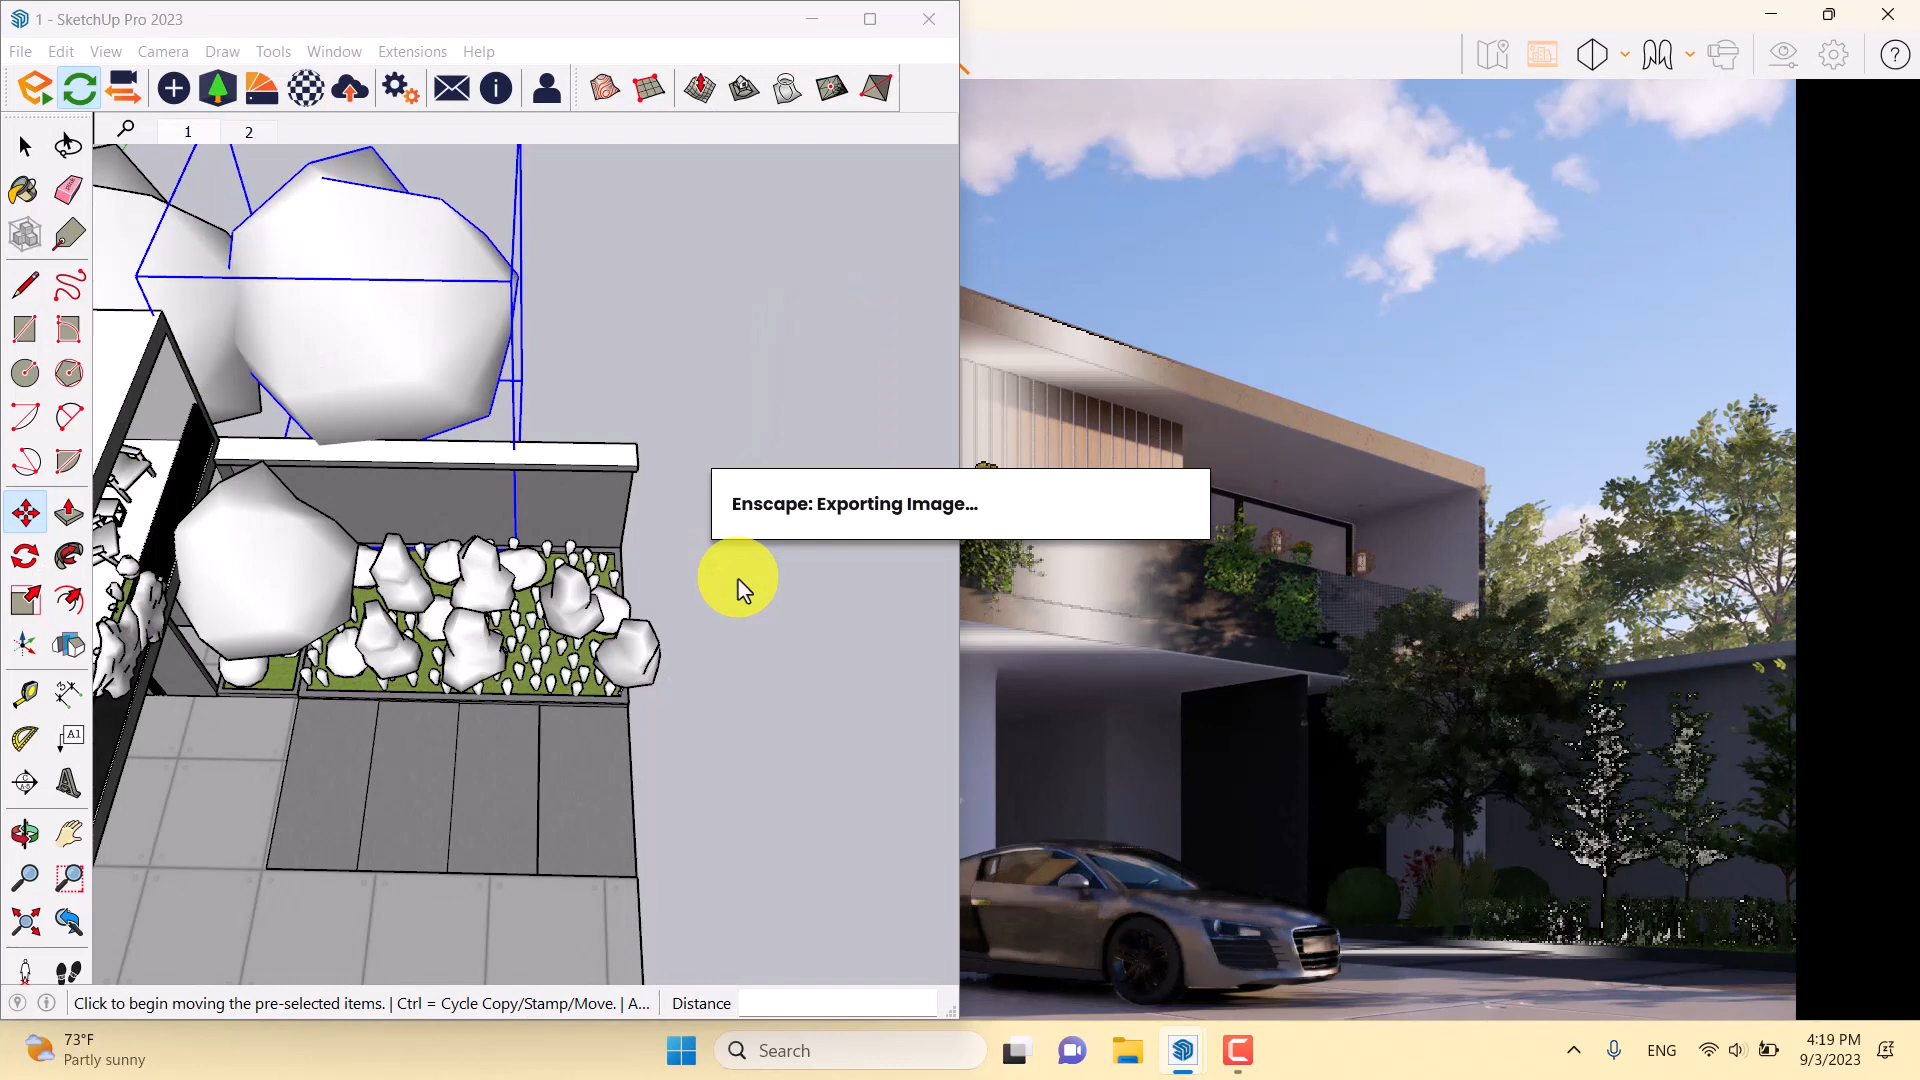 1 - SketchUp Pro 2023
File Edit View Camera Draw Tools Window Extensions Help
1 2
Enscape: Exporting Image...
A1
Click to begin moving the pre-selected items. | Ctrl = Cycle Copy/Stamp/Move. | A... Distance
73°F
Partly sunny
Search
ENG
4:19 PM
9/3/2023